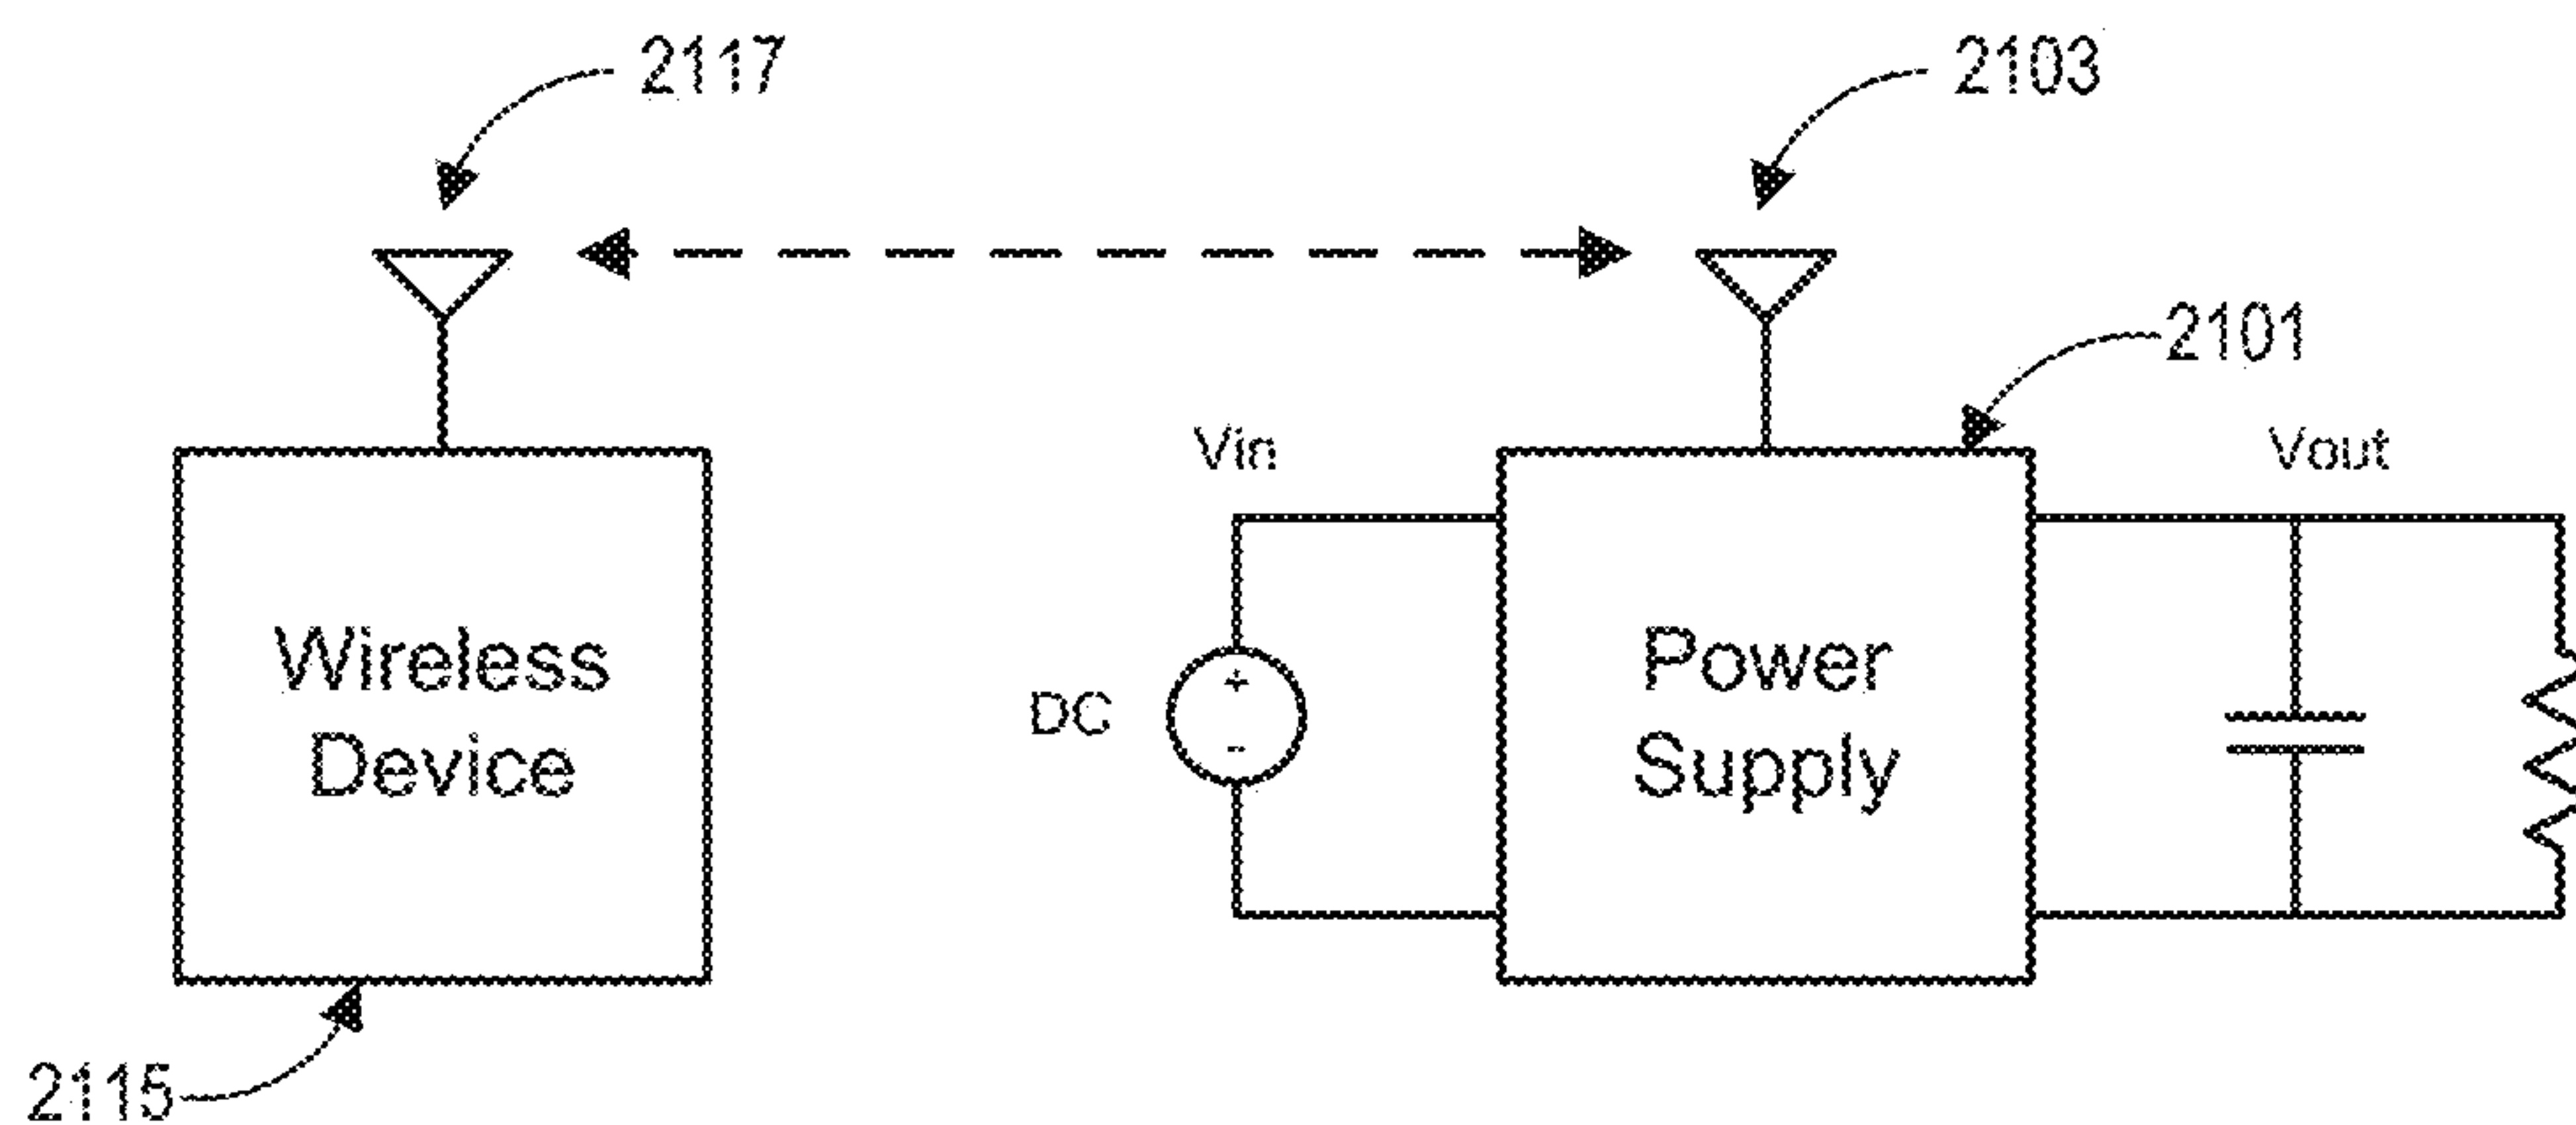 2117
2103
2101
Vin
Vout
Wireless
Device
Power
Supply
DC
+
-
2115